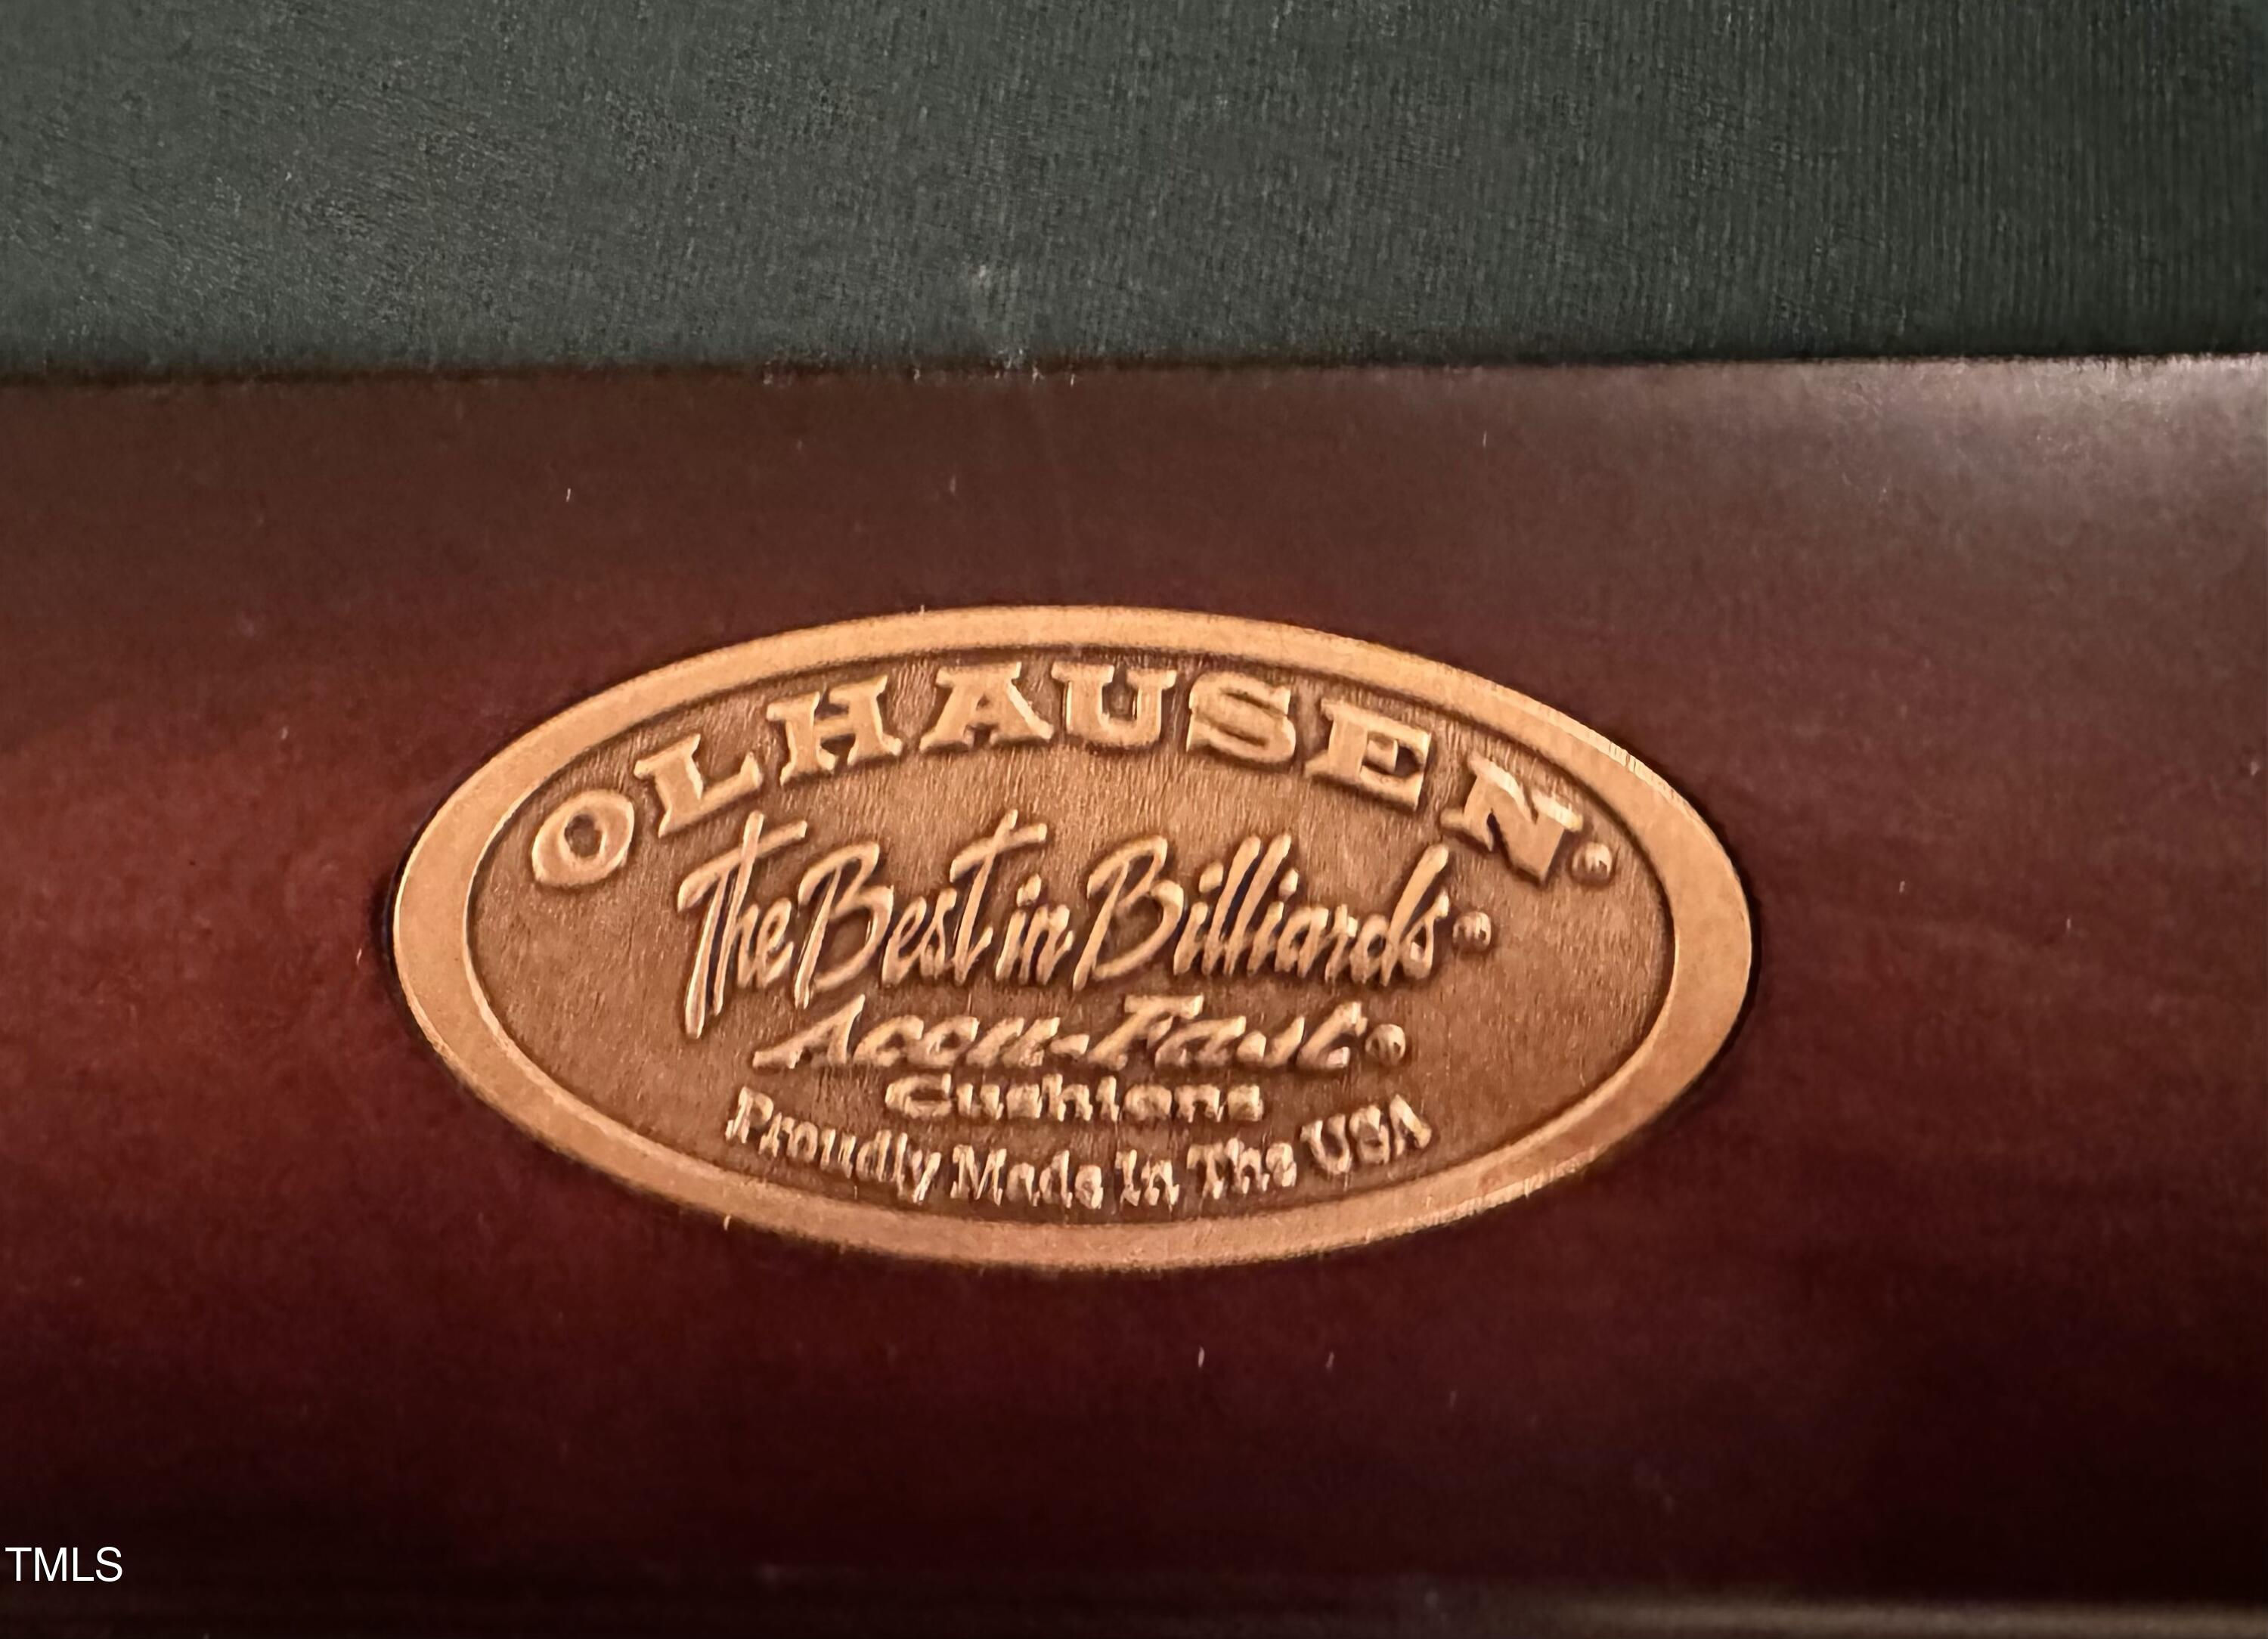 OLHAUSEN®
The Best in Billiards®
Accu-Fast®
Cushions
Proudly Made In The USA
TMLS